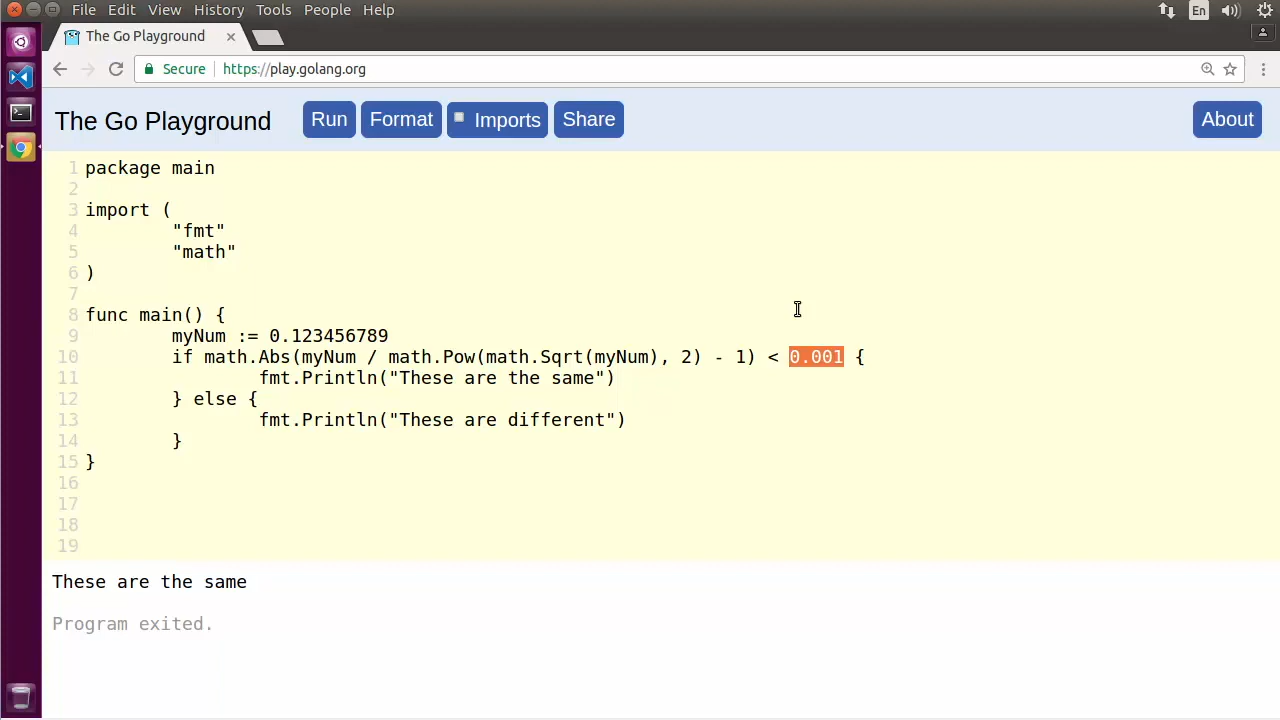 File Edit View History Tools People Help En
The Go Playground
Secure https://play.golang.org
The Go Playground Run Format Imports Share About
1 package main
2
3 import (
4 "fmt"
5 "math"
6 )
7
8 func main() {
9 myNum := 0.123456789
10 if math.Abs(myNum / math.Pow(math.Sqrt(myNum), 2) - 1) < 0.001 {
11 fmt.Println("These are the same")
12 } else {
13 fmt.Println("These are different")
14 }
15 }
16
17
18
19
These are the same
Program exited.